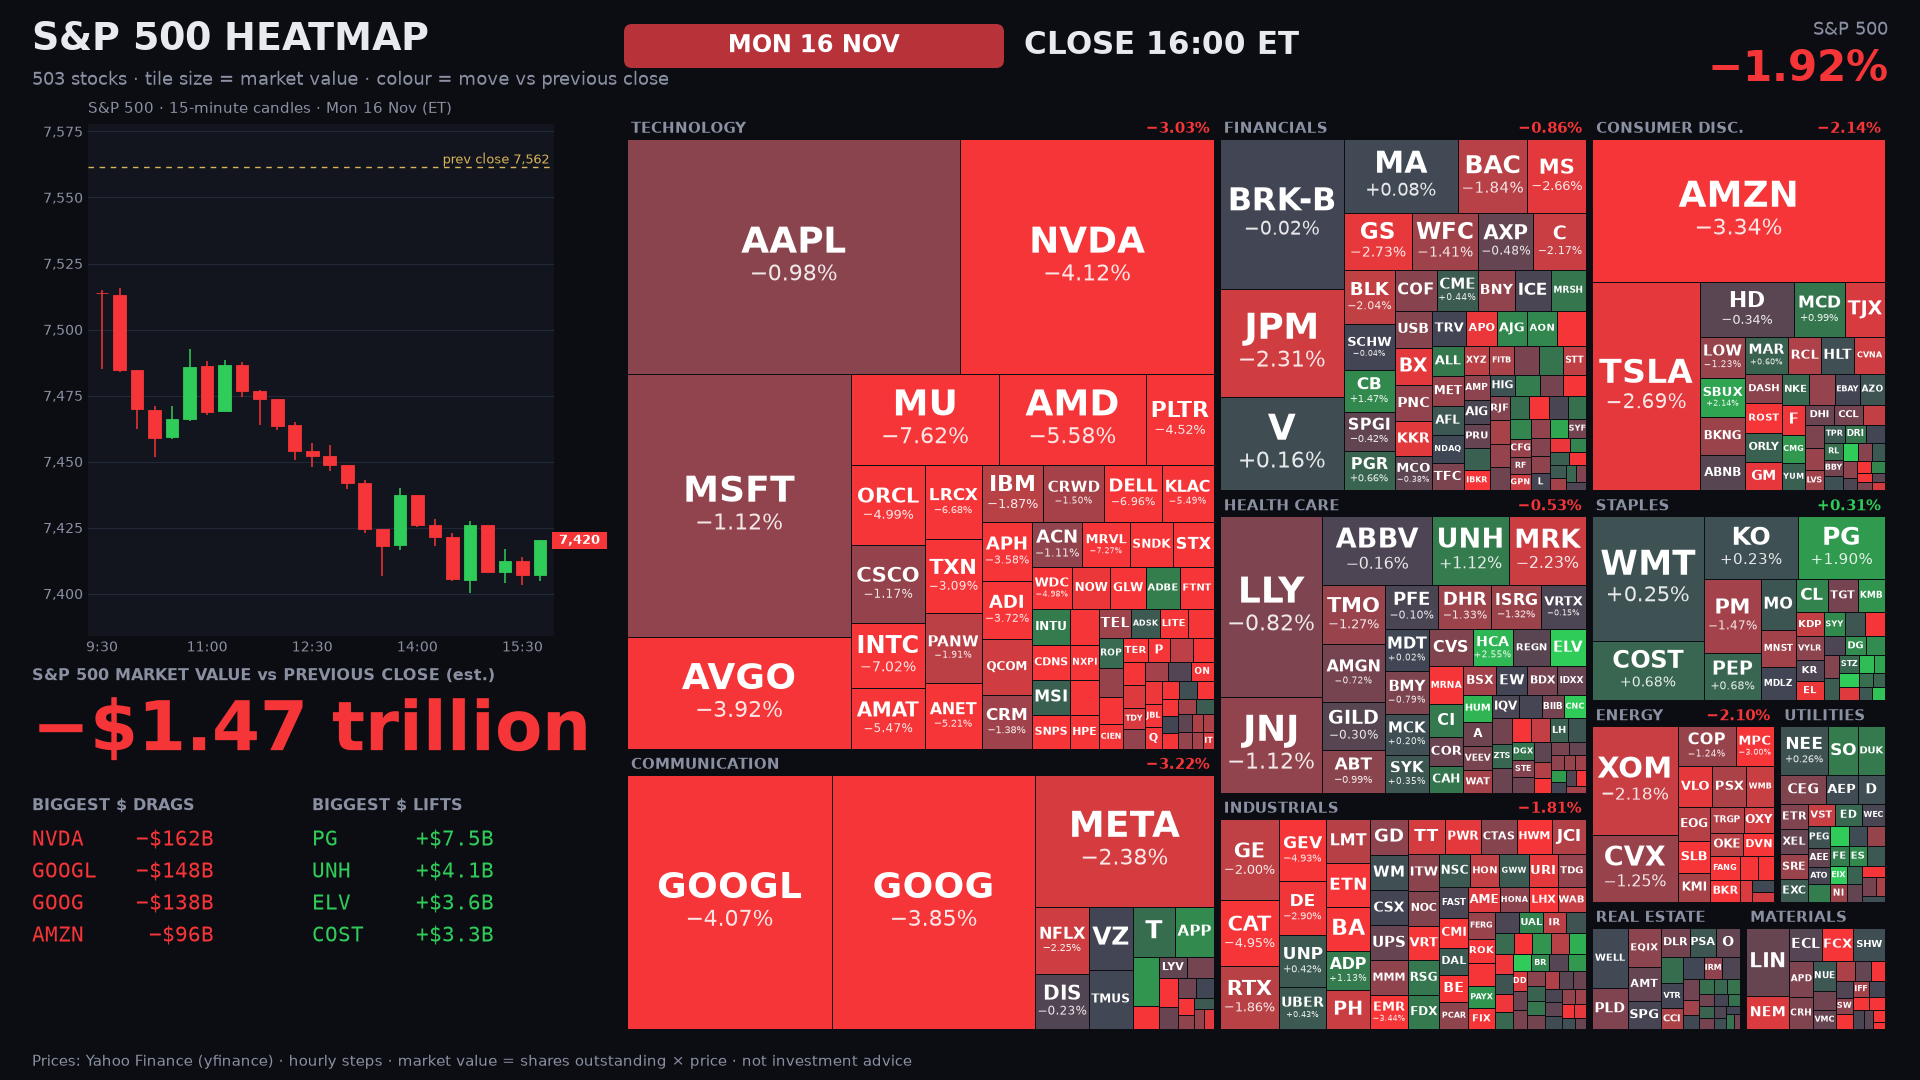 S&P 500 HEATMAP
503 stocks · tile size = market value · colour = move vs previous close
MON 16 NOV
CLOSE 16:00 ET
S&P 500
−1.92%
S&P 500 · 15-minute candles · Mon 16 Nov (ET)
7,575
prev close 7,562
7,550
7,525
7,500
7,475
7,450
7,425
7,420
7,400
9:30 11:00 12:30 14:00 15:30
S&P 500 MARKET VALUE vs PREVIOUS CLOSE (est.)
−$1.47 trillion
BIGGEST $ DRAGS
NVDA −$162B
GOOGL −$148B
GOOG −$138B
AMZN −$96B
BIGGEST $ LIFTS
PG +$7.5B
UNH +$4.1B
ELV +$3.6B
COST +$3.3B
TECHNOLOGY −3.03%
AAPL
−0.98%
NVDA
−4.12%
MSFT
−1.12%
AVGO
−3.92%
MU
−7.62%
AMD
−5.58%
PLTR
−4.52%
ORCL
−4.99%
LRCX
−6.68%
IBM
−1.87%
CRWD
−1.50%
DELL
−6.96%
KLAC
−5.49%
CSCO
−1.17%
TXN
−3.09%
APH
−3.58%
ACN
−1.11%
MRVL
−7.27%
SNDK
STX
INTC
−7.02%
PANW
−1.91%
ADI
−3.72%
WDC
−4.98%
NOW
GLW
ADBE
FTNT
AMAT
−5.47%
ANET
−5.21%
QCOM
CRM
−1.38%
INTU
TEL
ADSK
LITE
CDNS
NXPI
ROP
TER
P
MSI
ON
SNPS
HPE
CIEN
TDY
JBL
Q
IT
COMMUNICATION −3.22%
GOOGL
−4.07%
GOOG
−3.85%
META
−2.38%
NFLX
−2.25%
VZ
T
APP
DIS
−0.23%
TMUS
LYV
FINANCIALS −0.86%
BRK-B
−0.02%
JPM
−2.31%
V
+0.16%
MA
+0.08%
BAC
−1.84%
MS
−2.66%
GS
−2.73%
WFC
−1.41%
AXP
−0.48%
C
−2.17%
BLK
−2.04%
COF
CME
+0.44%
BNY
ICE
MRSH
SCHW
−0.04%
USB
TRV
APO
AJG
AON
CB
+1.47%
BX
ALL
XYZ
FITB
STT
SPGI
−0.42%
PNC
MET
AMP
HIG
PGR
+0.66%
KKR
AFL
AIG
RJF
SYF
MCO
−0.38%
NDAQ
PRU
CFG
TFC
IBKR
RF
GPN
L
HEALTH CARE −0.53%
LLY
−0.82%
JNJ
−1.12%
ABBV
−0.16%
UNH
+1.12%
MRK
−2.23%
TMO
−1.27%
PFE
−0.10%
DHR
−1.33%
ISRG
−1.32%
VRTX
−0.15%
AMGN
−0.72%
MDT
+0.02%
CVS
HCA
+2.55%
REGN
ELV
GILD
−0.30%
BMY
−0.79%
MRNA
BSX
EW
BDX
IDXX
ABT
−0.99%
MCK
+0.20%
CI
HUM
IQV
BIIB
CNC
SYK
+0.35%
COR
A
LH
CAH
VEEV
ZTS
DGX
WAT
STE
INDUSTRIALS −1.81%
GE
−2.00%
CAT
−4.95%
RTX
−1.86%
GEV
−4.93%
DE
−2.90%
UNP
+0.42%
UBER
+0.43%
LMT
ETN
BA
ADP
+1.13%
PH
GD
TT
PWR
CTAS
HWM
JCI
WM
ITW
NSC
HON
GWW
URI
TDG
CSX
NOC
FAST
AME
HONA
LHX
WAB
UPS
VRT
CMI
FERG
UAL
IR
MMM
RSG
DAL
ROK
BR
EMR
−3.44%
FDX
BE
PAYX
DD
PCAR
FIX
CONSUMER DISC. −2.14%
AMZN
−3.34%
TSLA
−2.69%
HD
−0.34%
MCD
+0.99%
TJX
LOW
−1.23%
MAR
+0.60%
RCL
HLT
CVNA
SBUX
+2.14%
DASH
NKE
EBAY
AZO
BKNG
ROST
F
DHI
CCL
ABNB
ORLY
CMG
TPR
DRI
GM
YUM
RL
BBY
LVS
STAPLES +0.31%
WMT
+0.25%
COST
+0.68%
KO
+0.23%
PG
+1.90%
PM
−1.47%
MO
CL
TGT
KMB
PEP
+0.68%
MNST
KDP
SYY
MDLZ
VYLR
DG
KR
STZ
EL
ENERGY −2.10%
XOM
−2.18%
CVX
−1.25%
COP
−1.24%
MPC
−3.00%
VLO
PSX
WMB
EOG
TRGP
OXY
SLB
OKE
DVN
KMI
FANG
BKR
UTILITIES
NEE
+0.26%
SO
DUK
CEG
AEP
D
ETR
VST
ED
WEC
XEL
PEG
SRE
AEE
FE
ES
EXC
ATO
EIX
NI
REAL ESTATE
WELL
PLD
EQIX
AMT
SPG
DLR
PSA
O
IRM
VTR
CCI
MATERIALS
LIN
NEM
ECL
FCX
SHW
APD
NUE
IFF
CRH
SW
VMC
Prices: Yahoo Finance (yfinance) · hourly steps · market value = shares outstanding × price · not investment advice